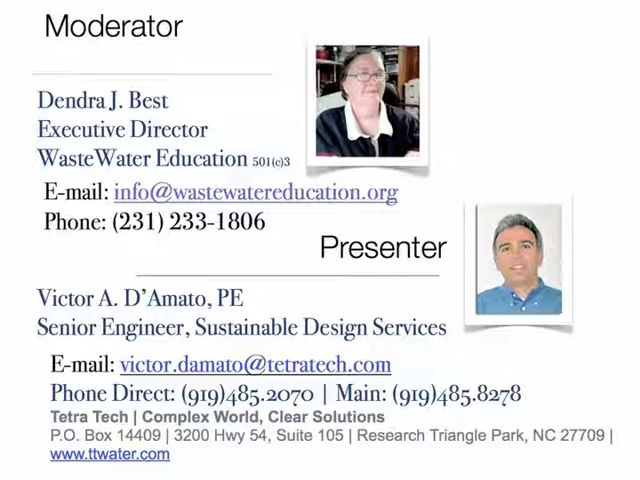 Moderator
Dendra J. Best
Executive Director
WasteWater Education 501(c)3
E-mail: info@wastewatereducation.org
Phone: (231) 233-1806
Presenter
Victor A. D'Amato, PE
Senior Engineer, Sustainable Design Services
E-mail: victor.damato@tetratech.com
Phone Direct: (919)485.2070 | Main: (919)485.8278
Tetra Tech | Complex World, Clear Solutions
P.O. Box 14409 | 3200 Hwy 54, Suite 105 | Research Triangle Park, NC 27709 |
www.ttwater.com